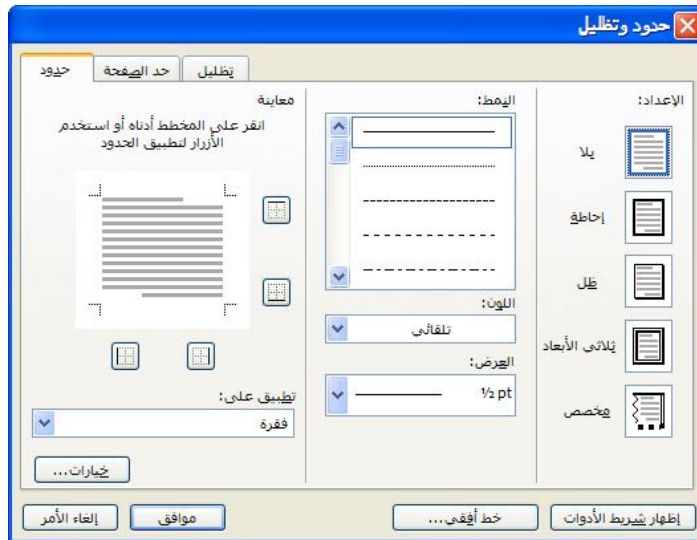 حدود وتظليل
حدود
حد الصفحة
تظليل
الإعداد:
بلا
إحاطة
ظل
ثلاثي الأبعاد
مخصص
النمط:
اللون:
تلقائي
العرض:
½ pt
معاينة
انقر على المخطط أدناه أو استخدم
الأزرار لتطبيق الحدود
تطبيق على:
فقرة
خيارات...
إظهار شريط الأدوات
خط أفقي...
موافق
إلغاء الأمر